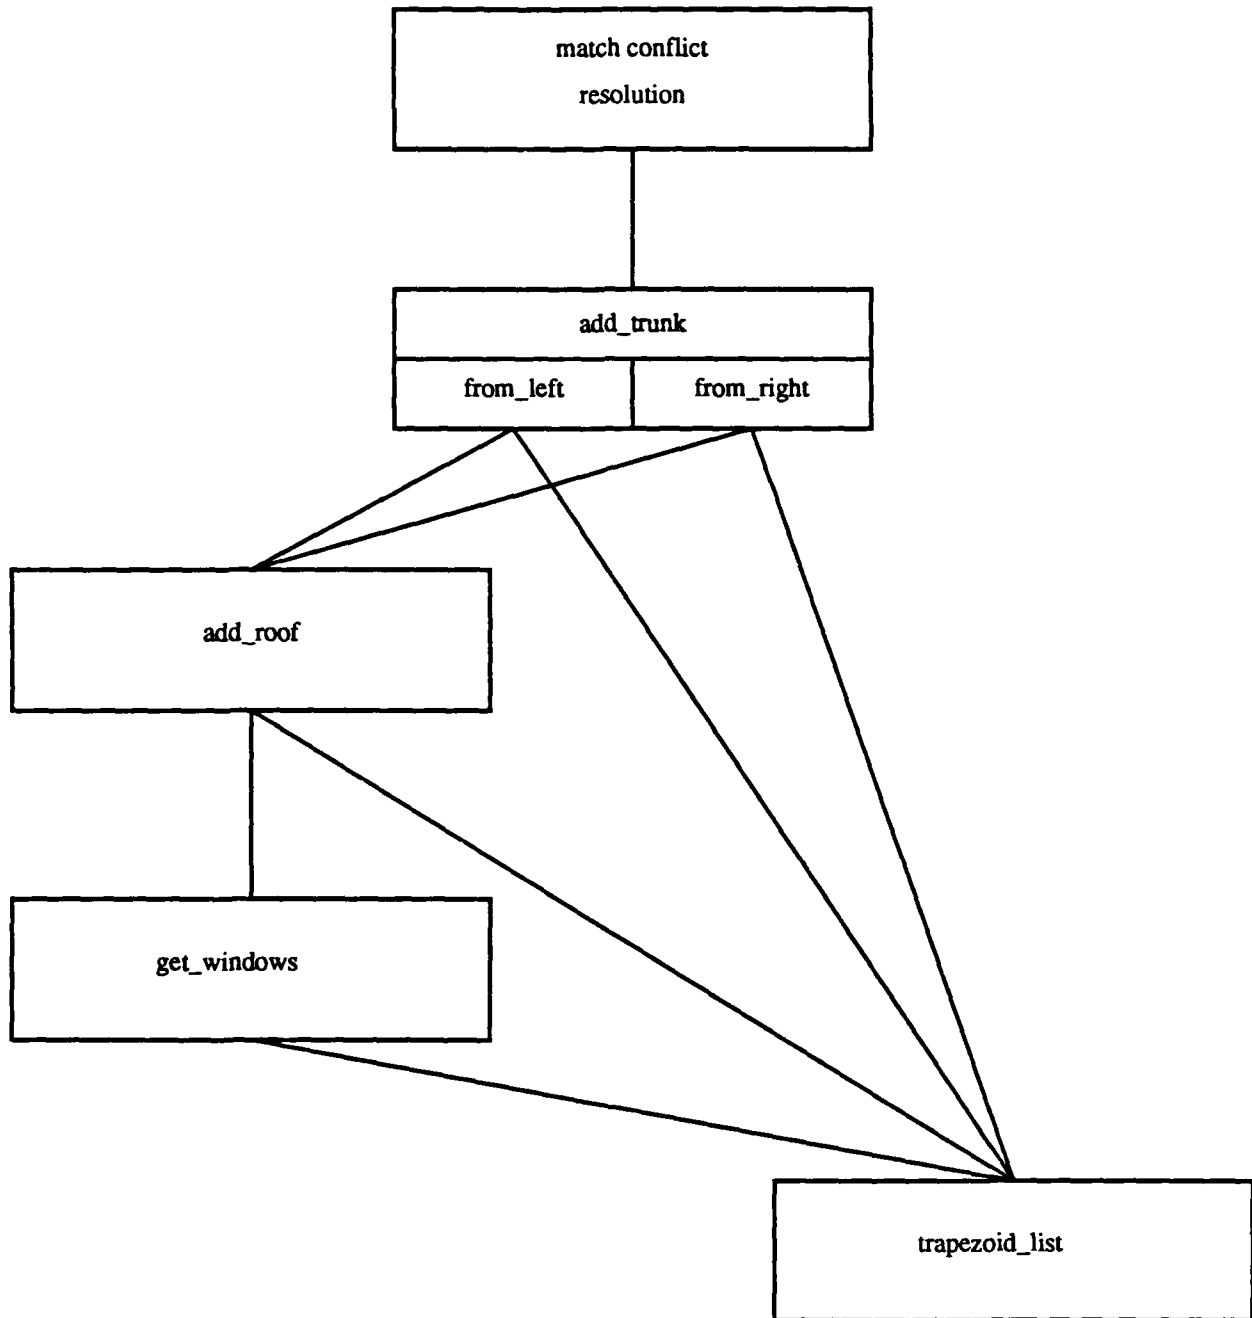 match conflict
resolution
add_trunk
from_left
from_right
add_roof
get_windows
trapezoid_list